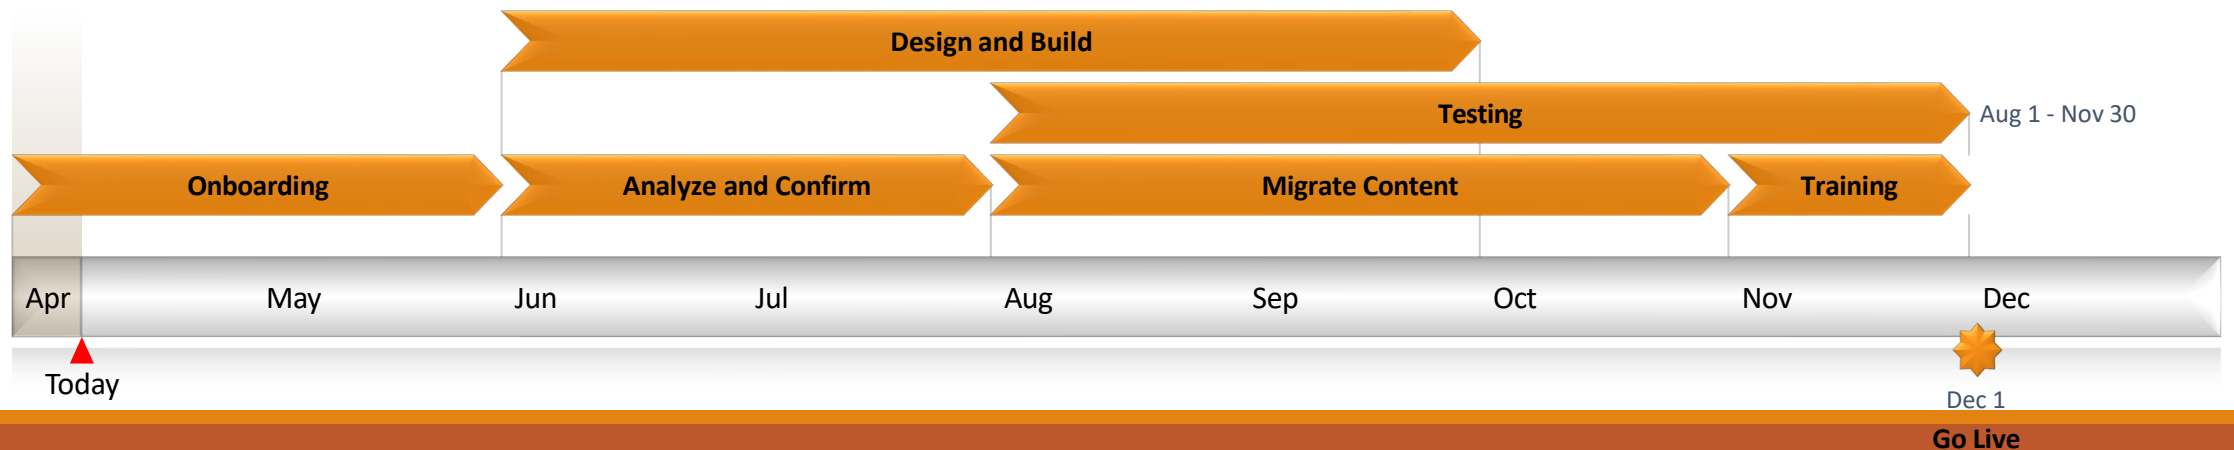 Design and Build
Testing
Aug 1 - Nov 30
Onboarding
Analyze and Confirm
Migrate Content
Training
Apr
May
Jun
Jul
Aug
Sep
Oct
Nov
Dec
Today
Dec 1
Go Live